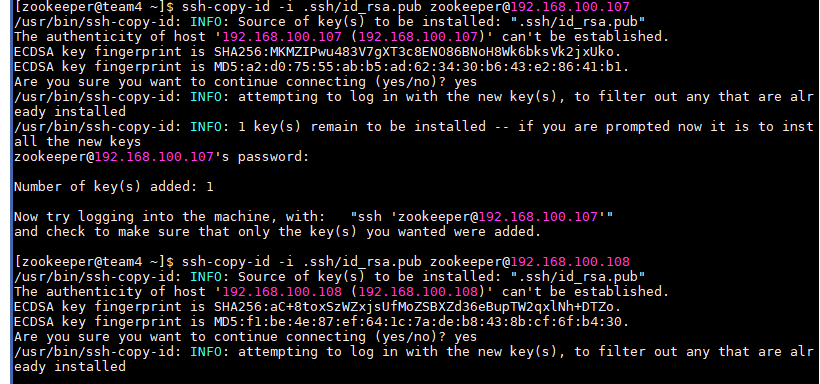 [zookeeper@team4 ~]$ ssh-copy-id -i .ssh/id_rsa.pub zookeeper@192.168.100.107
/usr/bin/ssh-copy-id: INFO: Source of key(s) to be installed: ".ssh/id_rsa.pub"
The authenticity of host '192.168.100.107 (192.168.100.107)' can't be established.
ECDSA key fingerprint is SHA256:MKMZIPwu483V7gXT3c8ENO86BNoH8Wk6bksVk2jxUko.
ECDSA key fingerprint is MD5:a2:d0:75:55:ab:b5:ad:62:34:30:b6:43:e2:86:41:b1.
Are you sure you want to continue connecting (yes/no)? yes
/usr/bin/ssh-copy-id: INFO: attempting to log in with the new key(s), to filter out any that are alr
eady installed
/usr/bin/ssh-copy-id: INFO: 1 key(s) remain to be installed -- if you are prompted now it is to inst
all the new keys
zookeeper@192.168.100.107's password:
Number of key(s) added: 1
Now try logging into the machine, with:   "ssh 'zookeeper@192.168.100.107'"
and check to make sure that only the key(s) you wanted were added.
[zookeeper@team4 ~]$ ssh-copy-id -i .ssh/id_rsa.pub zookeeper@192.168.100.108
/usr/bin/ssh-copy-id: INFO: Source of key(s) to be installed: ".ssh/id_rsa.pub"
The authenticity of host '192.168.100.108 (192.168.100.108)' can't be established.
ECDSA key fingerprint is SHA256:aC+8toxSzWZxjsUfMoZSBXZd36eBupTW2qxlNh+DTZo.
ECDSA key fingerprint is MD5:f1:be:4e:87:ef:64:1c:7a:de:b8:43:8b:cf:6f:b4:30.
Are you sure you want to continue connecting (yes/no)? yes
/usr/bin/ssh-copy-id: INFO: attempting to log in with the new key(s), to filter out any that are alr
eady installed